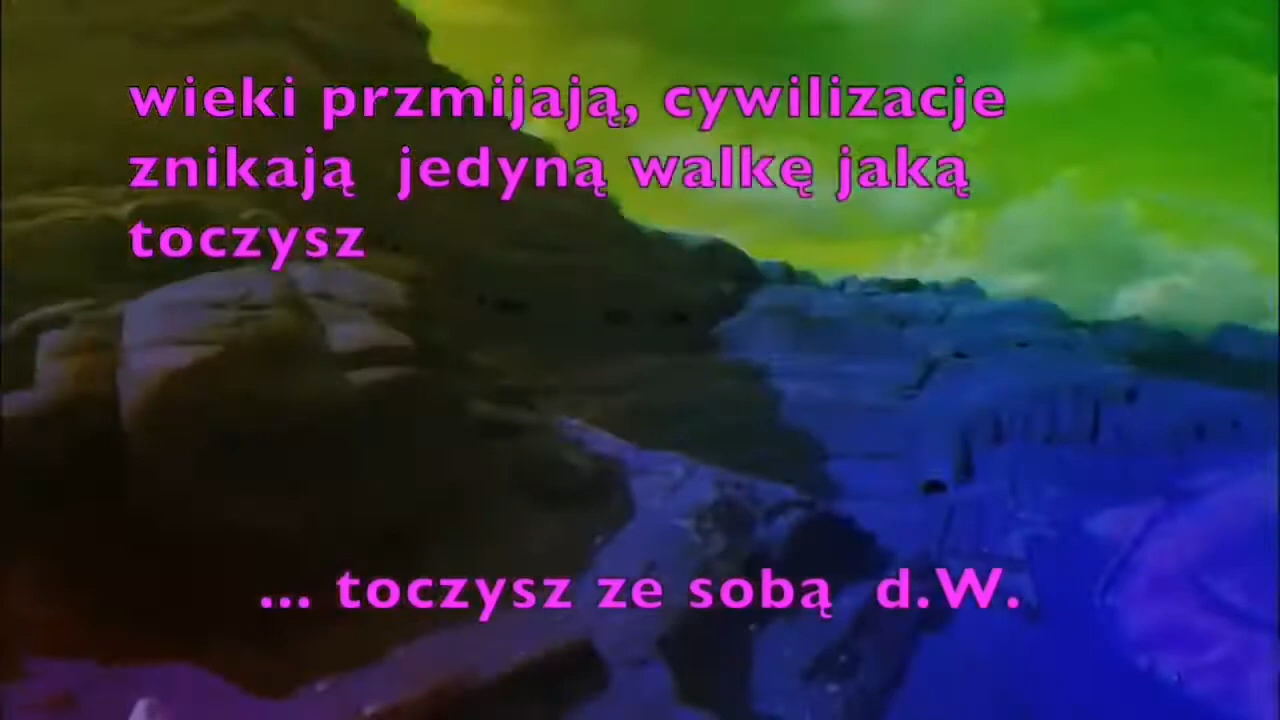 wieki przmijają, cywilizacje
znikają  jedyną walkę jaką
toczysz
... toczysz ze sobą  d.W.